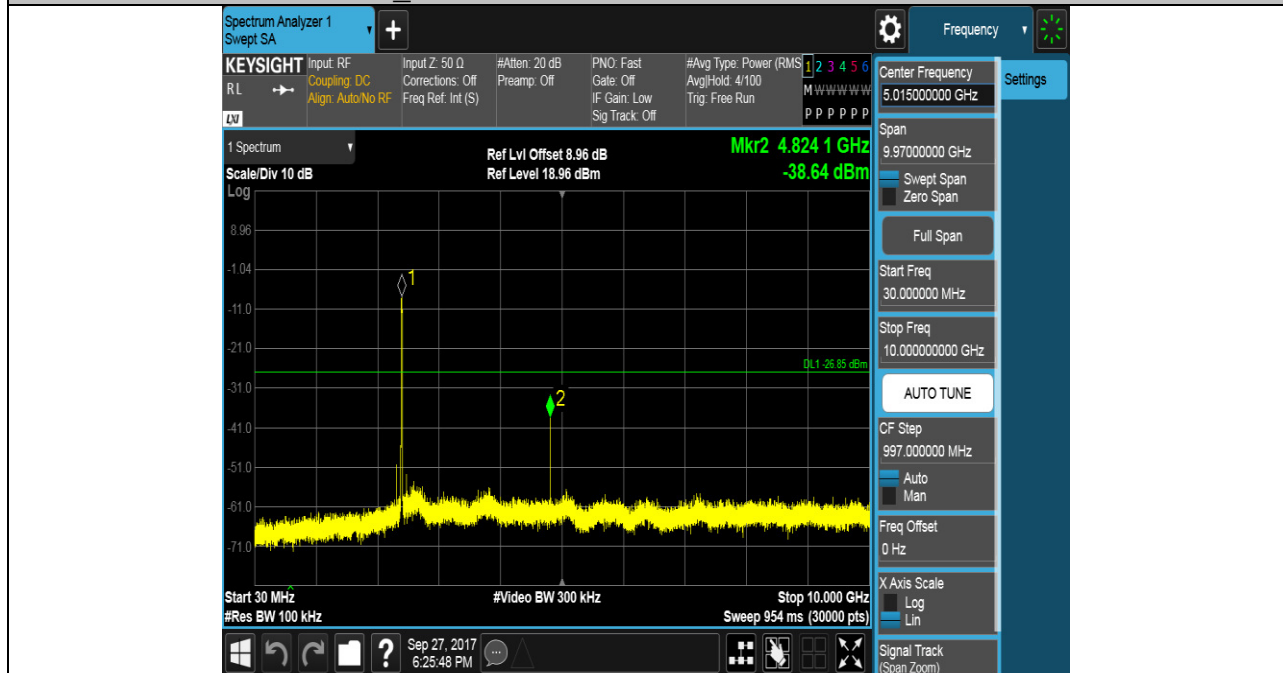 Spectrum Analyzer 1
Swept SA
Frequency
KEYSIGHT
RL
LXI
Input: RF
Coupling: DC
Align: Auto/No RF
Input Z: 50 Ω
Corrections: Off
Freq Ref: Int (S)
#Atten: 20 dB
Preamp: Off
PNO: Fast
Gate: Off
IF Gain: Low
Sig Track: Off
#Avg Type: Power (RMS
Avg|Hold: 4/100
Trig: Free Run
1 2 3 4 5 6
M W W W W W
P P P P P P
1 Spectrum
Scale/Div 10 dB
Ref Lvl Offset 8.96 dB
Ref Level 18.96 dBm
Mkr2 4.824 1 GHz
-38.64 dBm
Log
8.96
-1.04
-11.0
-21.0
-31.0
-41.0
-51.0
-61.0
-71.0
1
2
DL1 -26.85 dBm
Start 30 MHz
#Video BW 300 kHz
Stop 10.000 GHz
#Res BW 100 kHz
Sweep 954 ms (30000 pts)
Sep 27, 2017
6:25:48 PM
Center Frequency
5.015000000 GHz
Settings
Span
9.97000000 GHz
Swept Span
Zero Span
Full Span
Start Freq
30.000000 MHz
Stop Freq
10.000000000 GHz
AUTO TUNE
CF Step
997.000000 MHz
Auto
Man
Freq Offset
0 Hz
X Axis Scale
Log
Lin
Signal Track
(Span Zoom)